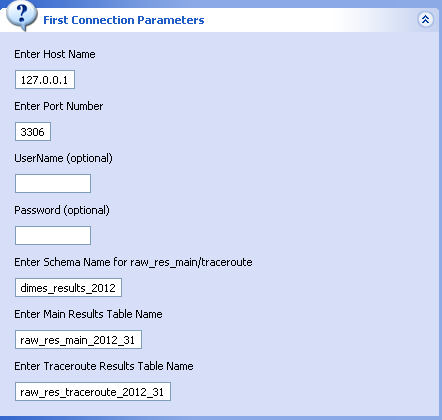 First Connection Parameters
Enter Host Name
127.0.0.1
Enter Port Number
3306
UserName (optional)
Password (optional)
Enter Schema Name for raw_res_main/traceroute
dimes_results_2012
Enter Main Results Table Name
raw_res_main_2012_31
Enter Traceroute Results Table Name
raw_res_traceroute_2012_31